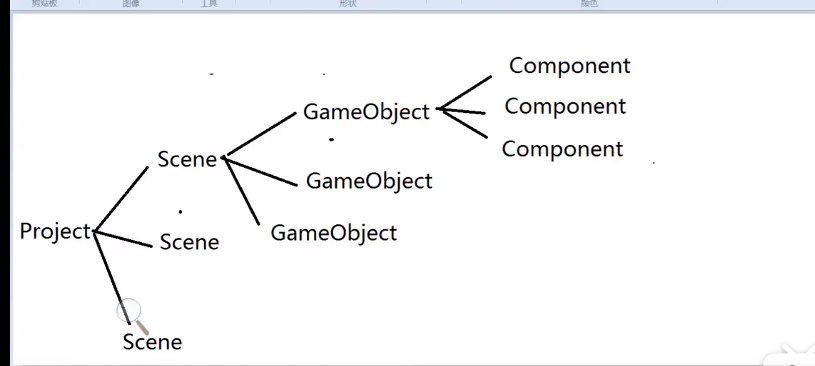 剪贴板 图像 工具 形状 颜色
Component
GameObject
Component
Component
Scene
GameObject
Project
GameObject
Scene
Scene